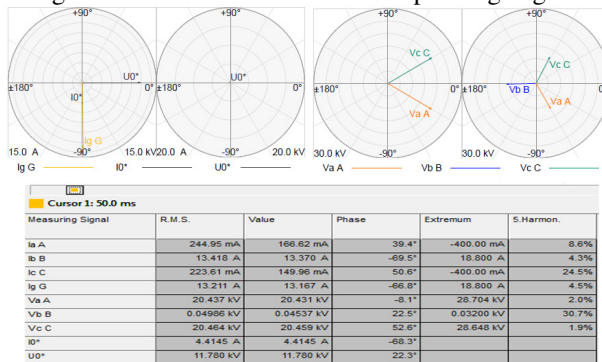 +90° +90° +90° +90°
Vc C
U0* U0* Vc C
±180° 0° ±180° 0° ±180° 0° ±180° 0°
I0* Vb B
Va A Va A
Ig G
15.0 A -90° 15.0 kV 20.0 A -90° 20.0 kV 30.0 kV -90° 30.0 kV -90°
Ig G I0* U0* Va A Vb B Vc C
Cursor 1: 50.0 ms
Measuring Signal R.M.S. Value Phase Extremum 5.Harmon.
Ia A 244.95 mA 166.62 mA 39.4° -400.00 mA 8.6%
Ib B 13.418 A 13.370 A -69.5° 18.800 A 4.3%
Ic C 223.61 mA 149.96 mA 50.6° -400.00 mA 24.5%
Ig G 13.211 A 13.167 A -66.8° 18.800 A 4.5%
Va A 20.437 kV 20.431 kV -8.1° 28.704 kV 2.0%
Vb B 0.04986 kV 0.04537 kV 22.5° 0.03200 kV 30.7%
Vc C 20.464 kV 20.459 kV 52.6° 28.648 kV 1.9%
I0* 4.4145 A 4.4145 A -68.3°
U0* 11.780 kV 11.780 kV 22.3°